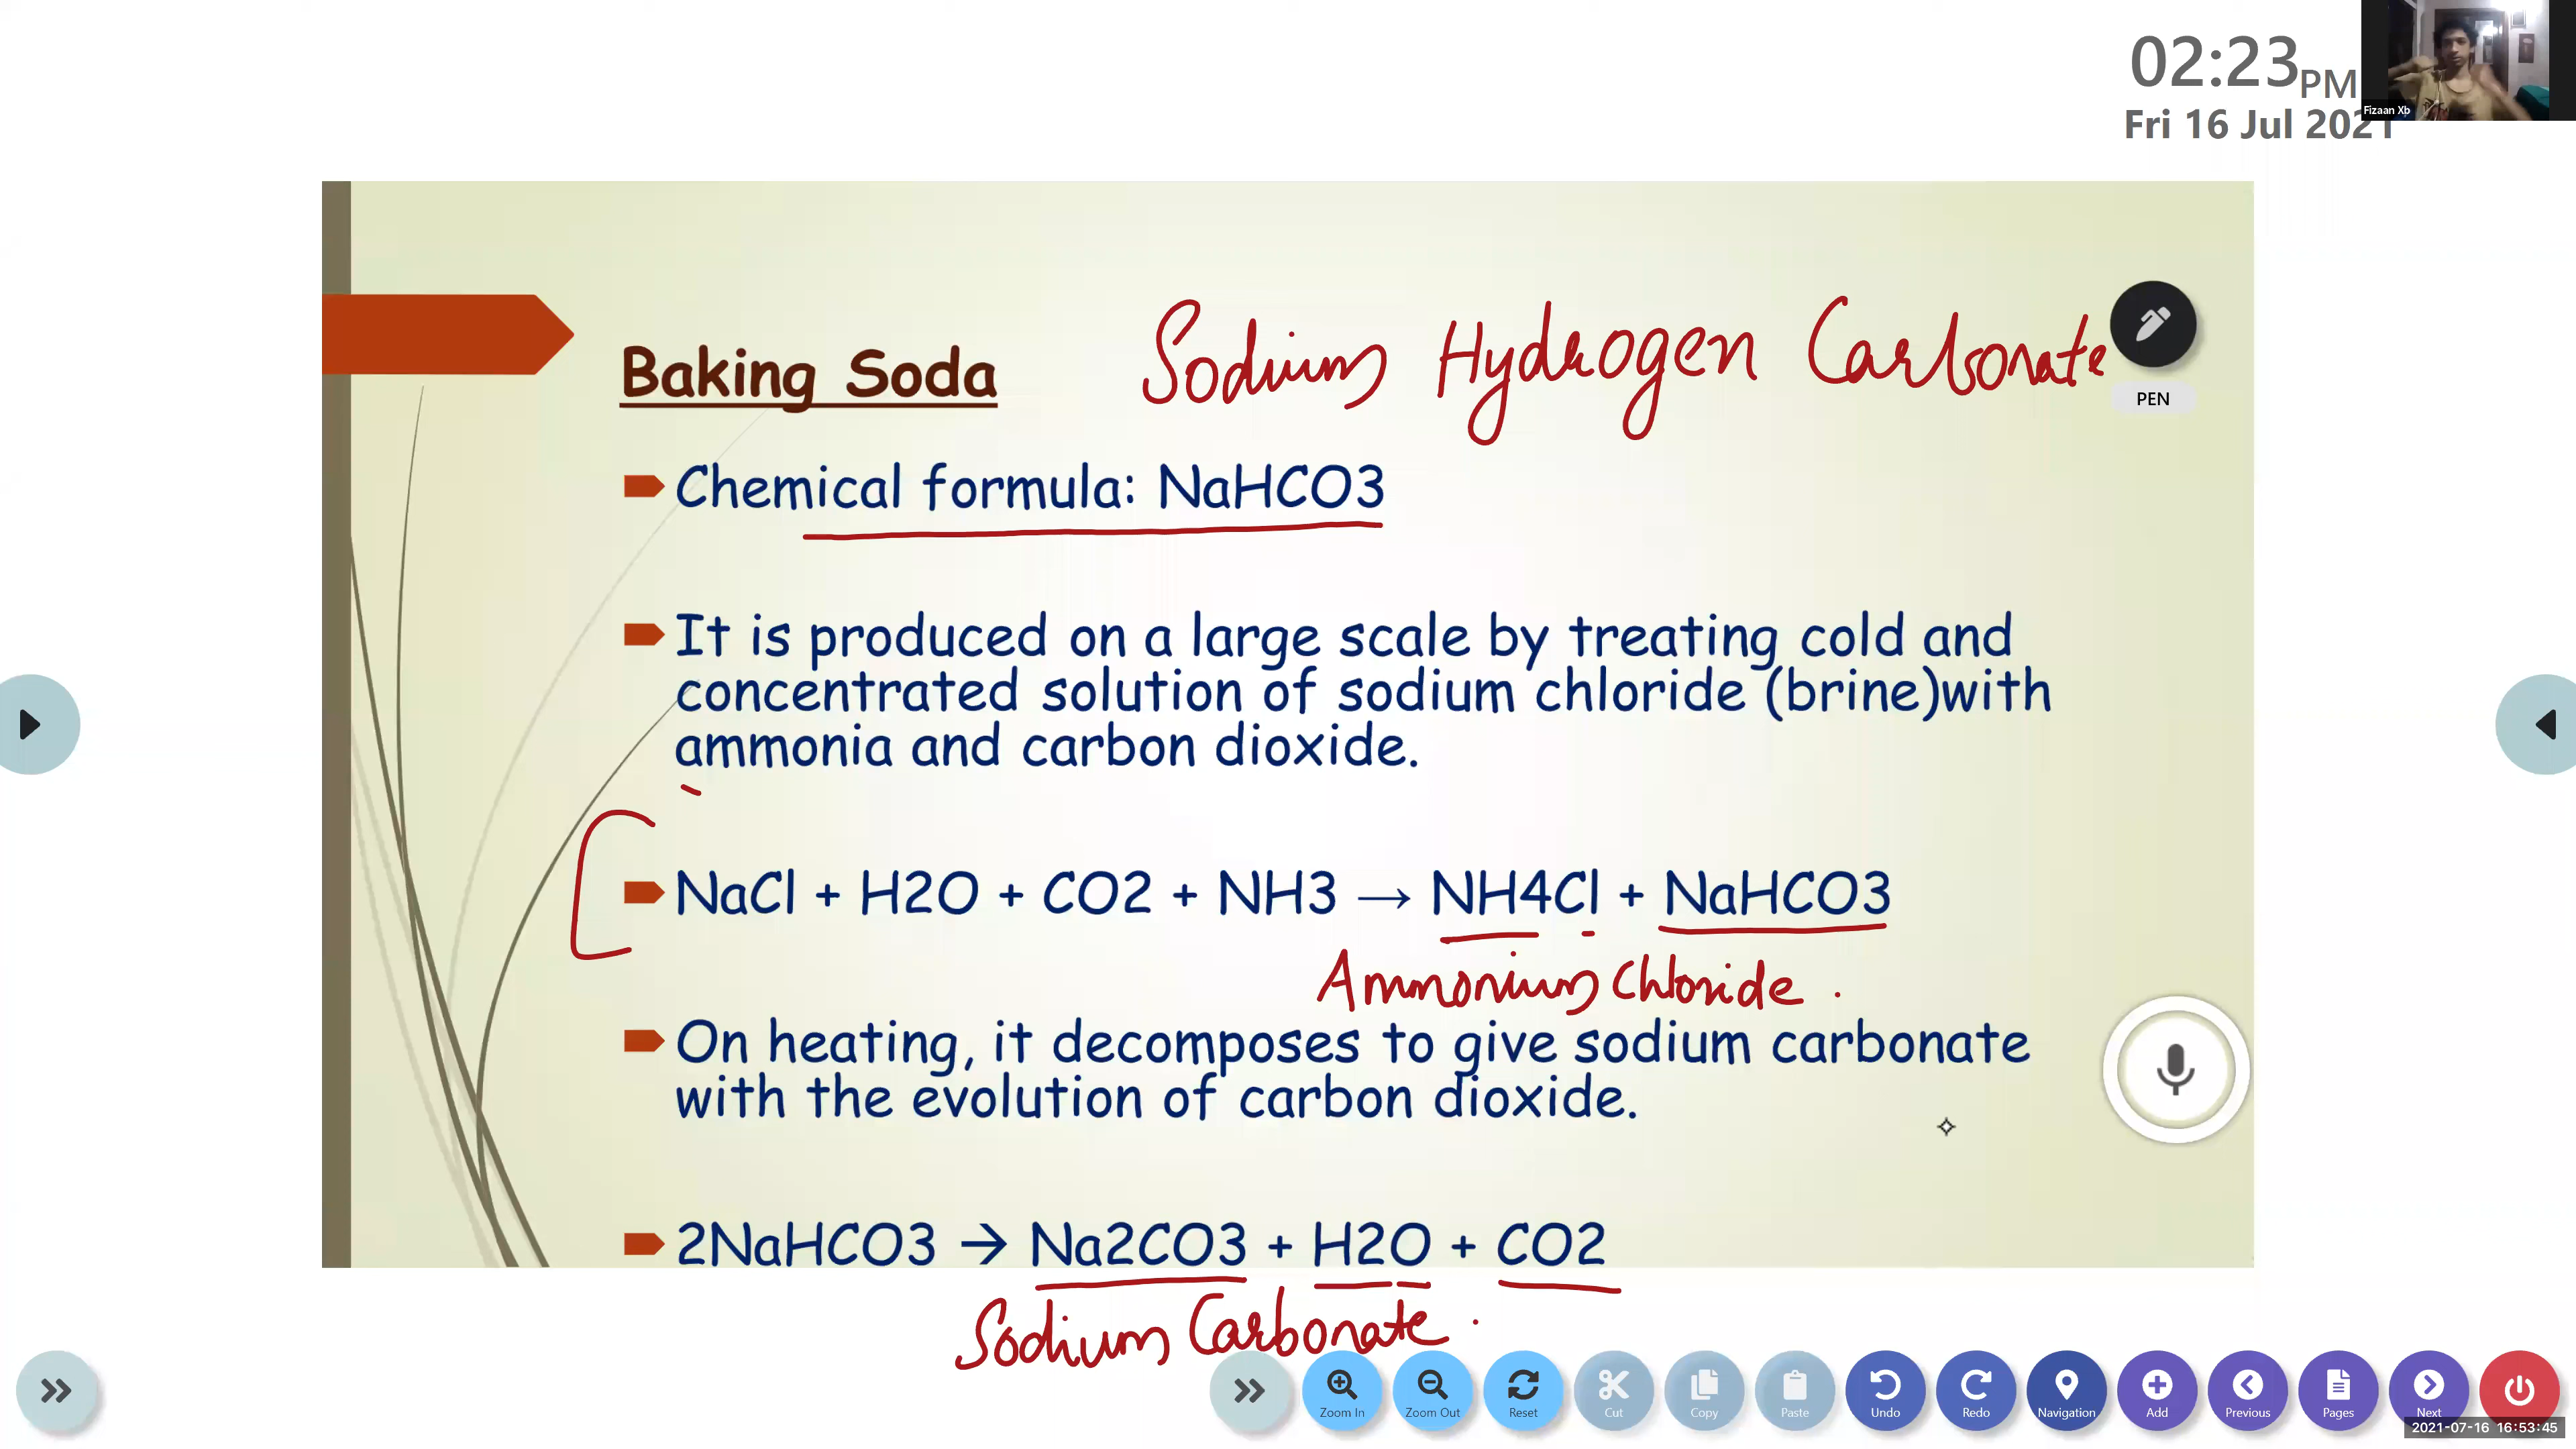 02:23PM
Fri 16 Jul 2021
Fizaan Xb
Baking Soda
Sodium Hydrogen Carbonate
PEN
Chemical formula: NaHCO3
It is produced on a large scale by treating cold and
concentrated solution of sodium chloride (brine)with
ammonia and carbon dioxide.
NaCl + H2O + CO2 + NH3 → NH4Cl + NaHCO3
Ammonium Chloride.
On heating, it decomposes to give sodium carbonate
with the evolution of carbon dioxide.
2NaHCO3 → Na2CO3 + H2O + CO2
Sodium Carbonate.
Zoom In Zoom Out Reset Cut Copy Paste Undo Redo Navigation Add Previous Pages Next
2021-07-16 16:53:45